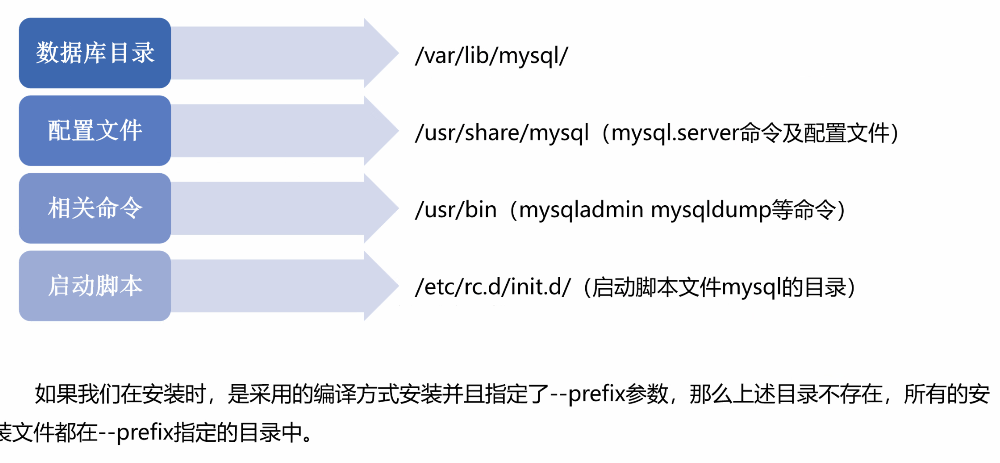 数据库目录 /var/lib/mysql/
配置文件 /usr/share/mysql（mysql.server命令及配置文件）
相关命令 /usr/bin（mysqladmin mysqldump等命令）
启动脚本 /etc/rc.d/init.d/（启动脚本文件mysql的目录）
如果我们在安装时，是采用的编译方式安装并且指定了--prefix参数，那么上述目录不存在，所有的安
装文件都在--prefix指定的目录中。